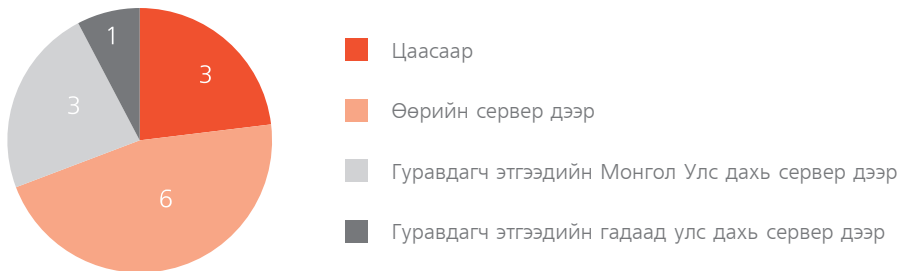 1
3
3
6
Цаасаар
Өөрийн сервер дээр
Гуравдагч этгээдийн Монгол Улс дахь сервер дээр
Гуравдагч этгээдийн гадаад улс дахь сервер дээр